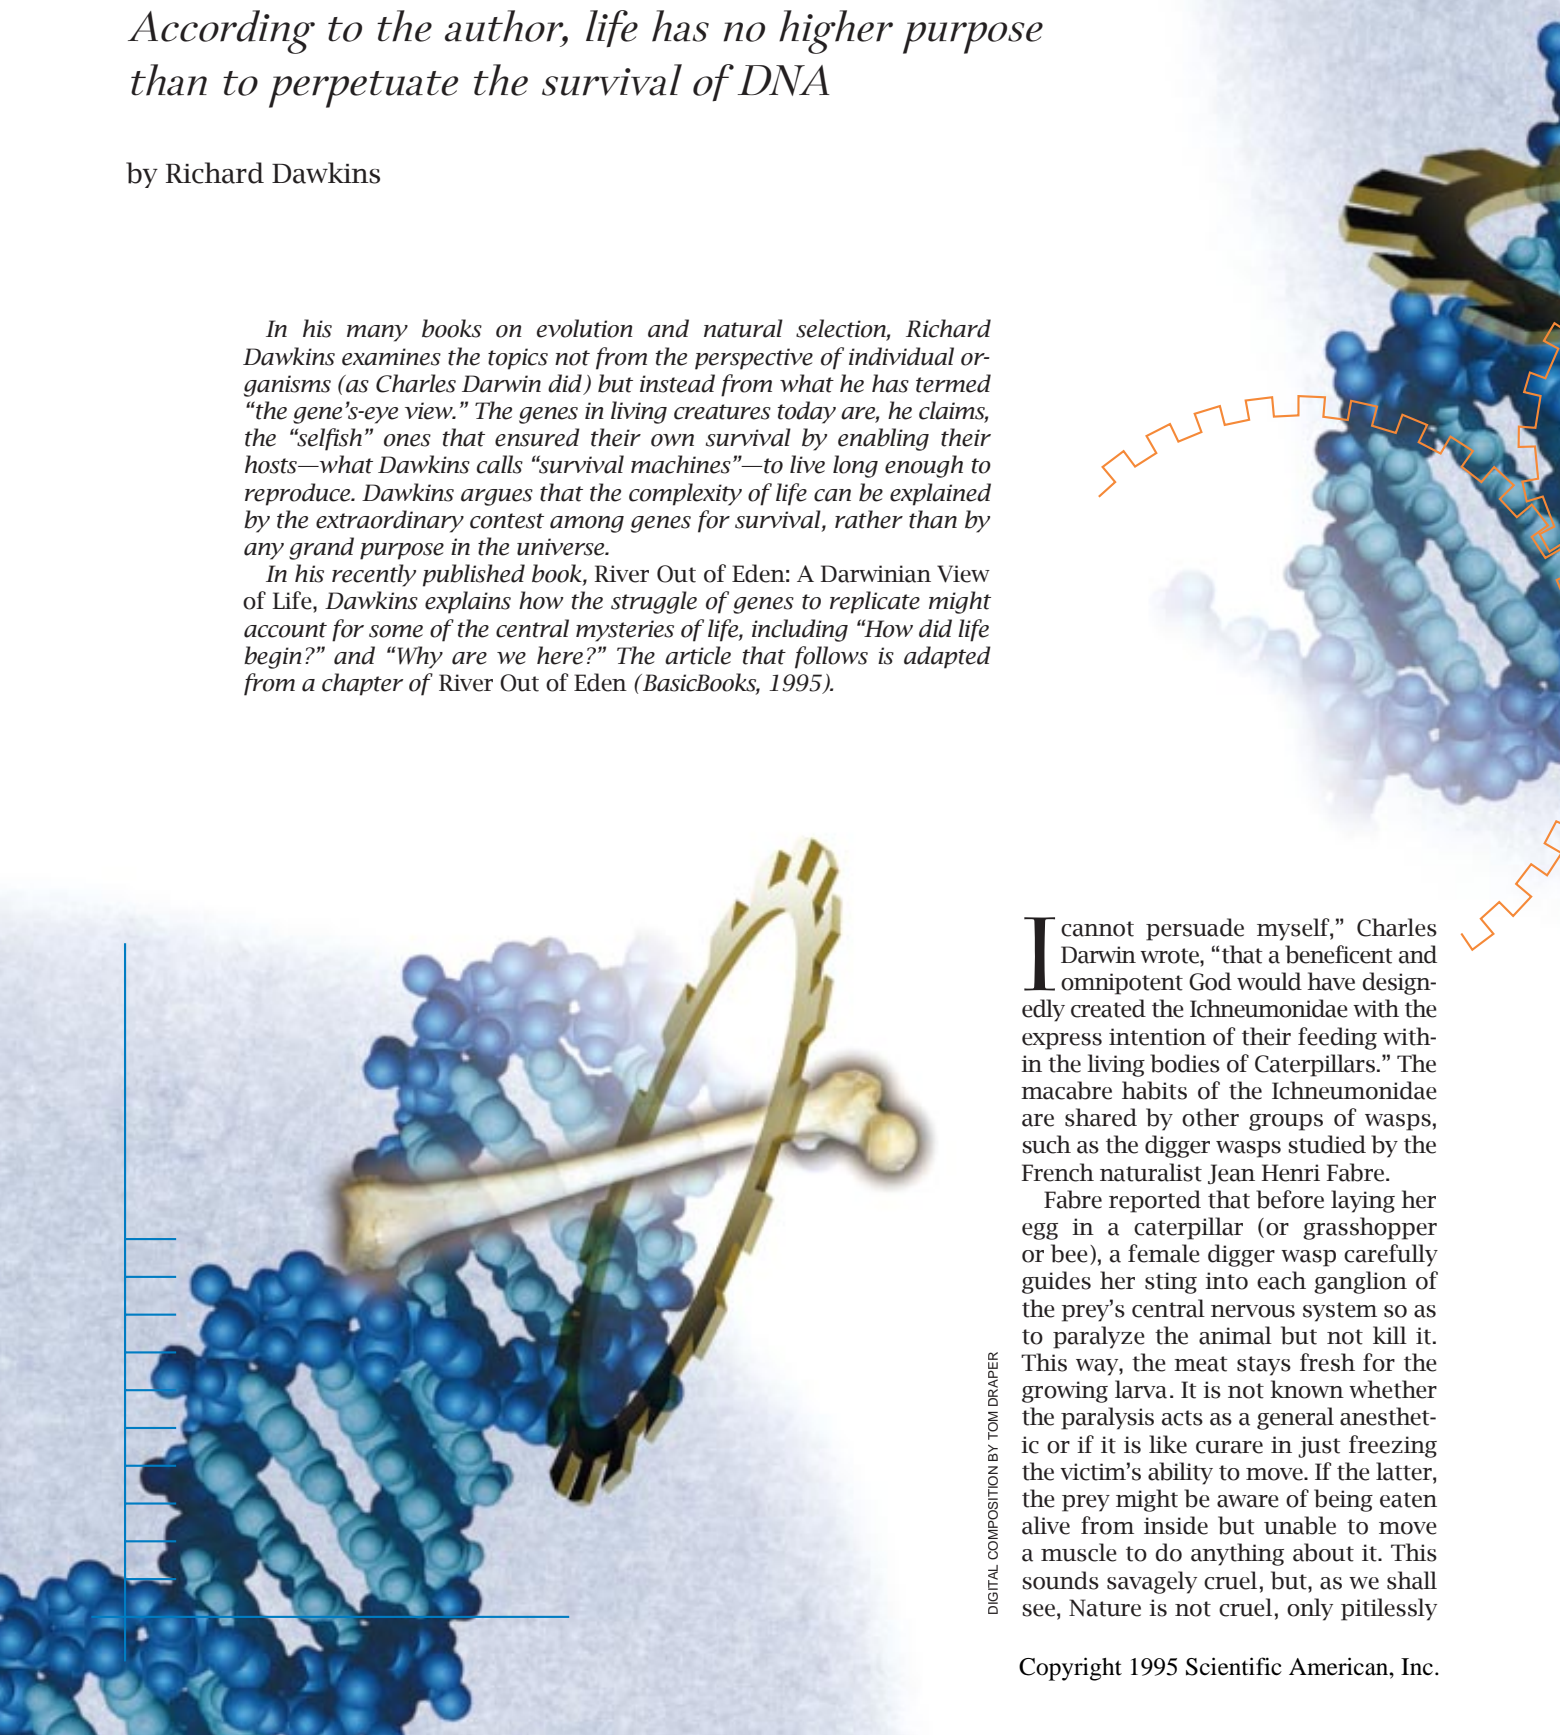 According to the author, life has no higher purpose
than to perpetuate the survival of DNA
by Richard Dawkins
In his many books on evolution and natural selection, Richard
Dawkins examines the topics not from the perspective of individual or-
ganisms (as Charles Darwin did) but instead from what he has termed
“the gene’s-eye view.” The genes in living creatures today are, he claims,
the “selfish” ones that ensured their own survival by enabling their
hosts—what Dawkins calls “survival machines”—to live long enough to
reproduce. Dawkins argues that the complexity of life can be explained
by the extraordinary contest among genes for survival, rather than by
any grand purpose in the universe.
In his recently published book, River Out of Eden: A Darwinian View
of Life, Dawkins explains how the struggle of genes to replicate might
account for some of the central mysteries of life, including “How did life
begin?” and “Why are we here?” The article that follows is adapted
from a chapter of River Out of Eden (BasicBooks, 1995).
I cannot persuade myself,” Charles
Darwin wrote, “that a beneficent and
omnipotent God would have design-
edly created the Ichneumonidae with the
express intention of their feeding with-
in the living bodies of Caterpillars.” The
macabre habits of the Ichneumonidae
are shared by other groups of wasps,
such as the digger wasps studied by the
French naturalist Jean Henri Fabre.
Fabre reported that before laying her
egg in a caterpillar (or grasshopper
or bee), a female digger wasp carefully
guides her sting into each ganglion of
the prey’s central nervous system so as
to paralyze the animal but not kill it.
This way, the meat stays fresh for the
growing larva. It is not known whether
the paralysis acts as a general anesthet-
ic or if it is like curare in just freezing
the victim’s ability to move. If the latter,
the prey might be aware of being eaten
alive from inside but unable to move
a muscle to do anything about it. This
sounds savagely cruel, but, as we shall
see, Nature is not cruel, only pitilessly
DIGITAL COMPOSITION BY TOM DRAPER
Copyright 1995 Scientific American, Inc.